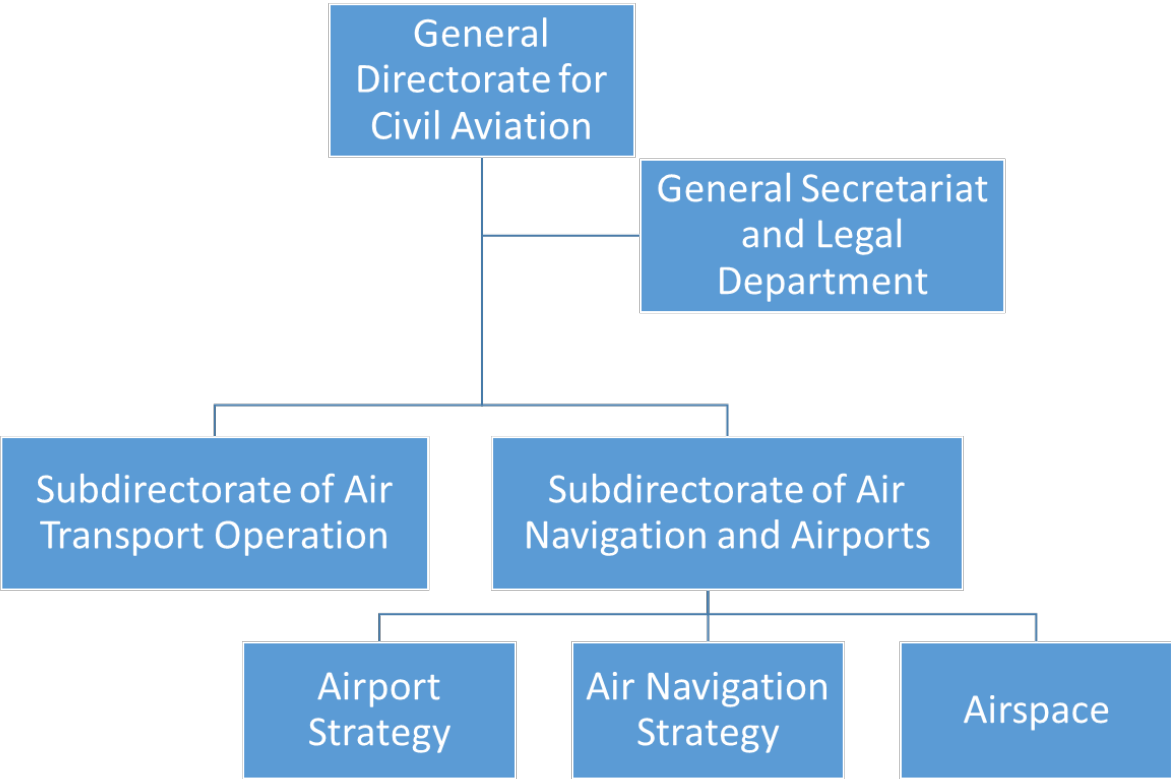 General
Directorate for
Civil Aviation
General Secretariat
and Legal
Department
Subdirectorate of Air
Transport Operation
Subdirectorate of Air
Navigation and Airports
Airport
Strategy
Air Navigation
Strategy
Airspace